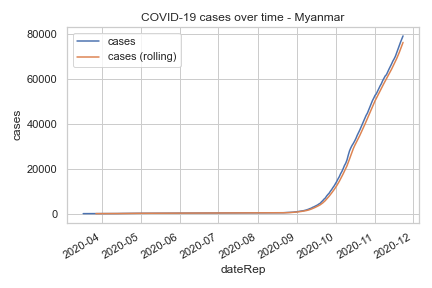 COVID-19 cases over time - Myanmar
cases
cases (rolling)
80000
60000
40000
20000
0
cases
2020-04
2020-05
2020-06
2020-07
2020-08
2020-09
2020-10
2020-11
2020-12
dateRep